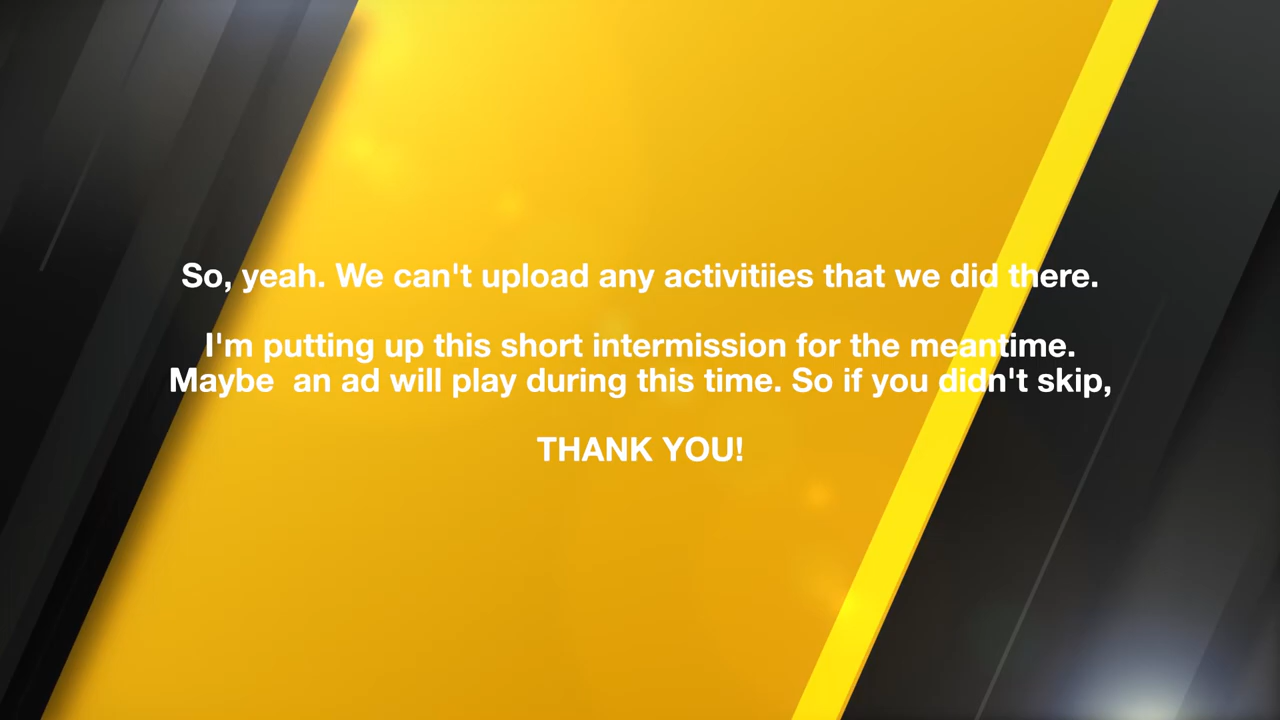 So, yeah. We can't upload any activitiies that we did there.
I'm putting up this short intermission for the meantime.
Maybe  an ad will play during this time. So if you didn't skip,
THANK YOU!